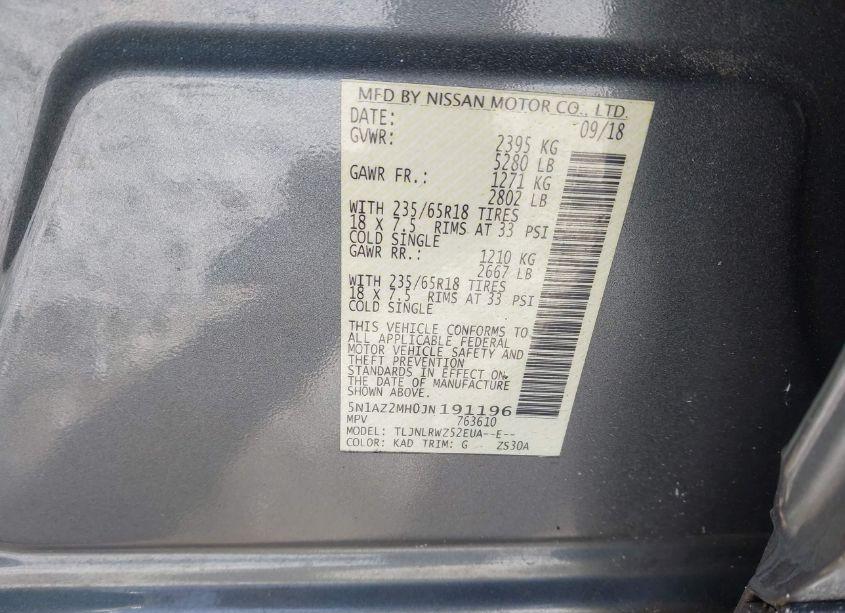 MFD BY NISSAN MOTOR CO., LTD.
DATE: 09/18
GVWR: 2395 KG
5280 LB
GAWR FR.: 1271 KG
2802 LB
WITH 235/65R18 TIRES
18 X 7.5 RIMS AT 33 PSI
COLD SINGLE
GAWR RR.: 1210 KG
2667 LB
WITH 235/65R18 TIRES
18 X 7.5 RIMS AT 33 PSI
COLD SINGLE
THIS VEHICLE CONFORMS TO
ALL APPLICABLE FEDERAL
MOTOR VEHICLE SAFETY AND
THEFT PREVENTION
STANDARDS IN EFFECT ON
THE DATE OF MANUFACTURE
SHOWN ABOVE.
5N1AZ2MH0JN191196
MPV 763610
MODEL: TLJNLRWZ52EUA--E--
COLOR: KAD TRIM: G ZS30A